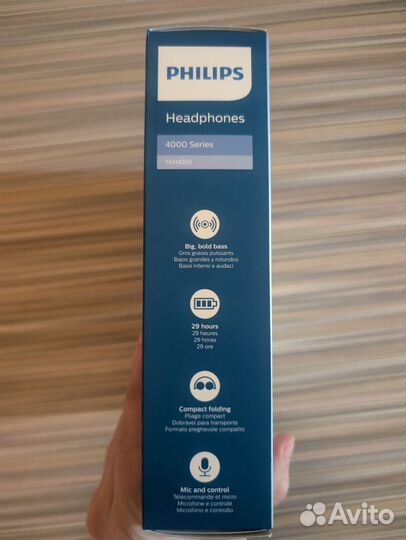 PHILIPS
Headphones
4000 Series
TAH4205
Big, bold bass
Gros graves puissants
Bajos grandes y rotundos
Bassi intensi e audaci
29 hours
29 heures
29 horas
29 ore
Compact folding
Pliage compact
Dobrável para transporte
Formato pieghevole compatto
Mic and control
Télécommande et micro
Microfone e controle
Microfono e controllo
Avito